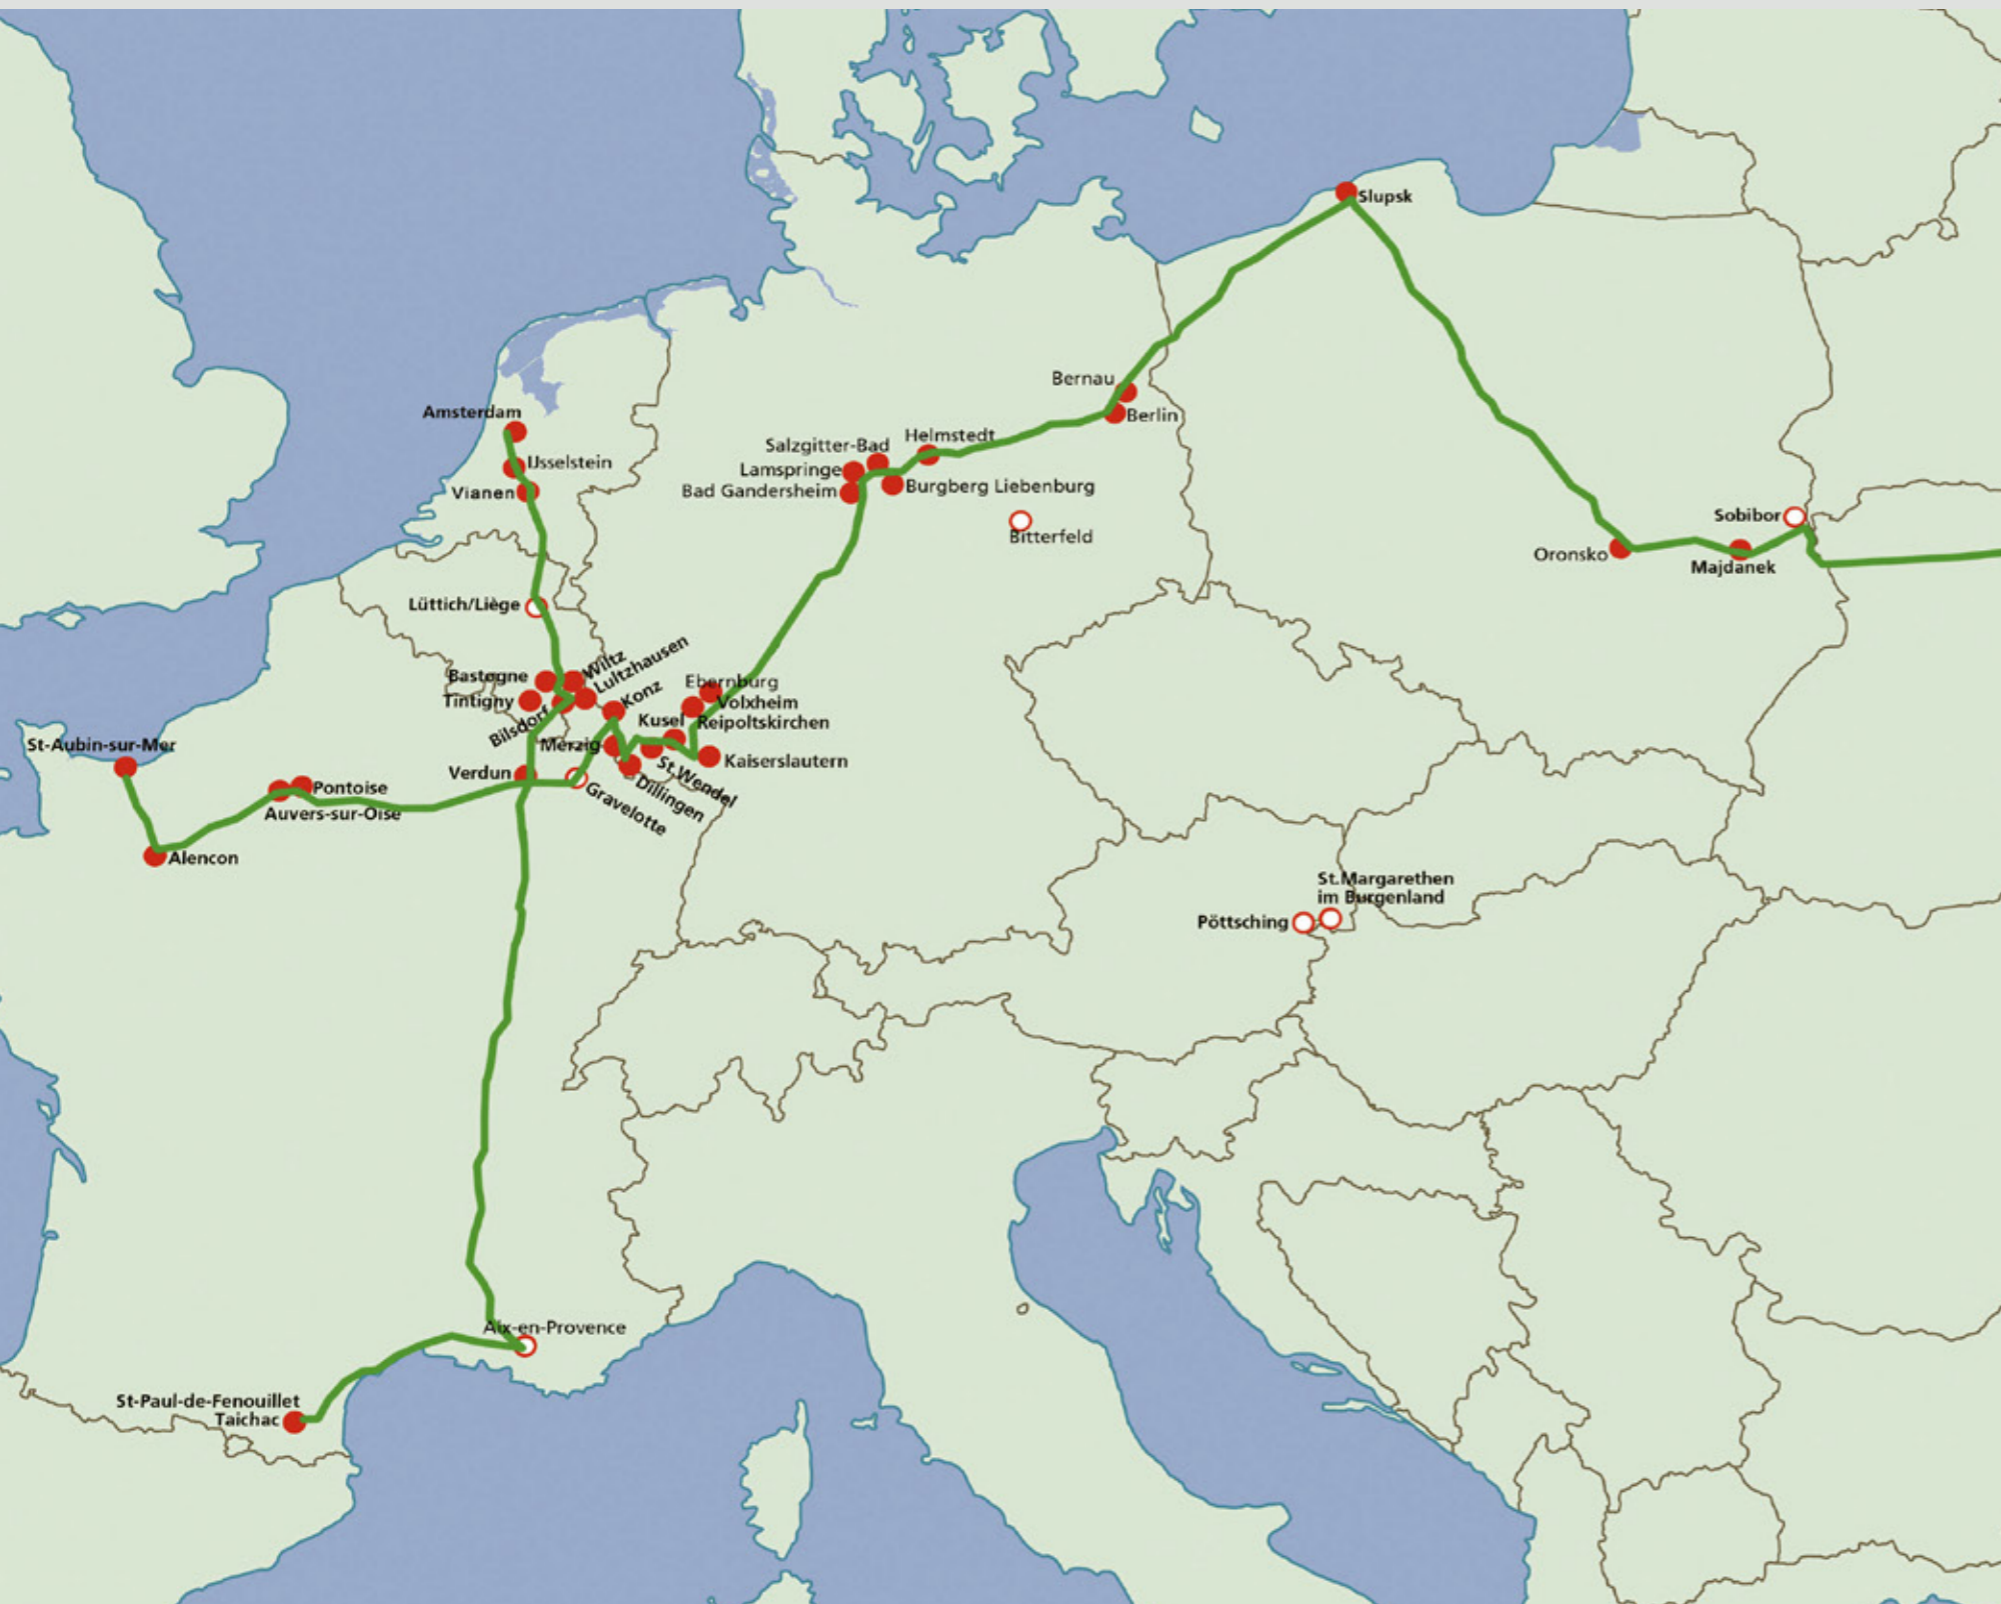 Slupsk
Bernau
Berlin
Amsterdam
IJsselstein
Vianen
Helmstedt
Salzgitter-Bad
Lamspringe
Bad Gandersheim
Burgberg Liebenburg
Bitterfeld
Sobibor
Oronsko
Majdanek
Lüttich/Liège
Wiltz
Lultzhausen
Bastogne
Tintigny
Bilsdorf
Konz
Ebernburg
Volxheim
Kusel
Reipoltskirchen
Merzig
Kaiserslautern
St.Wendel
Dillingen
Gravelotte
Verdun
St-Aubin-sur-Mer
Pontoise
Auvers-sur-Oise
Alencon
St.Margarethen
im Burgenland
Pöttsching
Aix-en-Provence
St-Paul-de-Fenouillet
Taichac